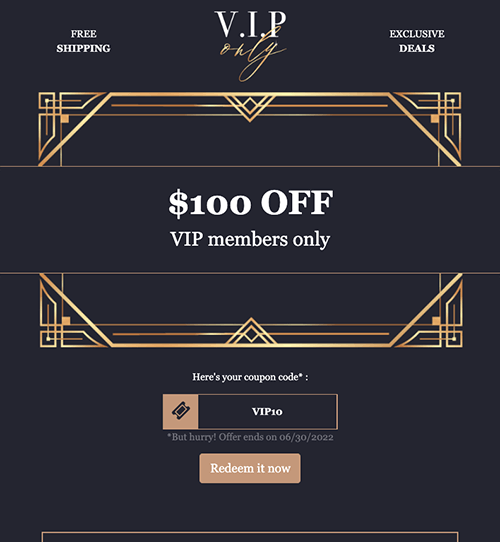 FREE
SHIPPING
V.I.P
only
EXCLUSIVE
DEALS
$100 OFF
VIP members only
Here's your coupon code* :
VIP10
*But hurry! Offer ends on 06/30/2022
Redeem it now